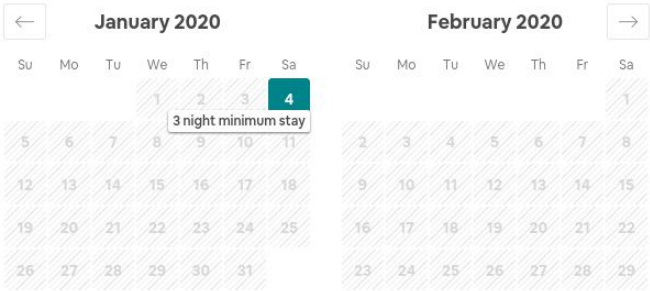 January 2020 February 2020
Su Mo Tu We Th Fr Sa Su Mo Tu We Th Fr Sa
1 2 3 4 1
3 night minimum stay
5 6 7 8 9 10 11 2 3 4 5 6 7 8
12 13 14 15 16 17 18 9 10 11 12 13 14 15
19 20 21 22 23 24 25 16 17 18 19 20 21 22
26 27 28 29 30 31 23 24 25 26 27 28 29